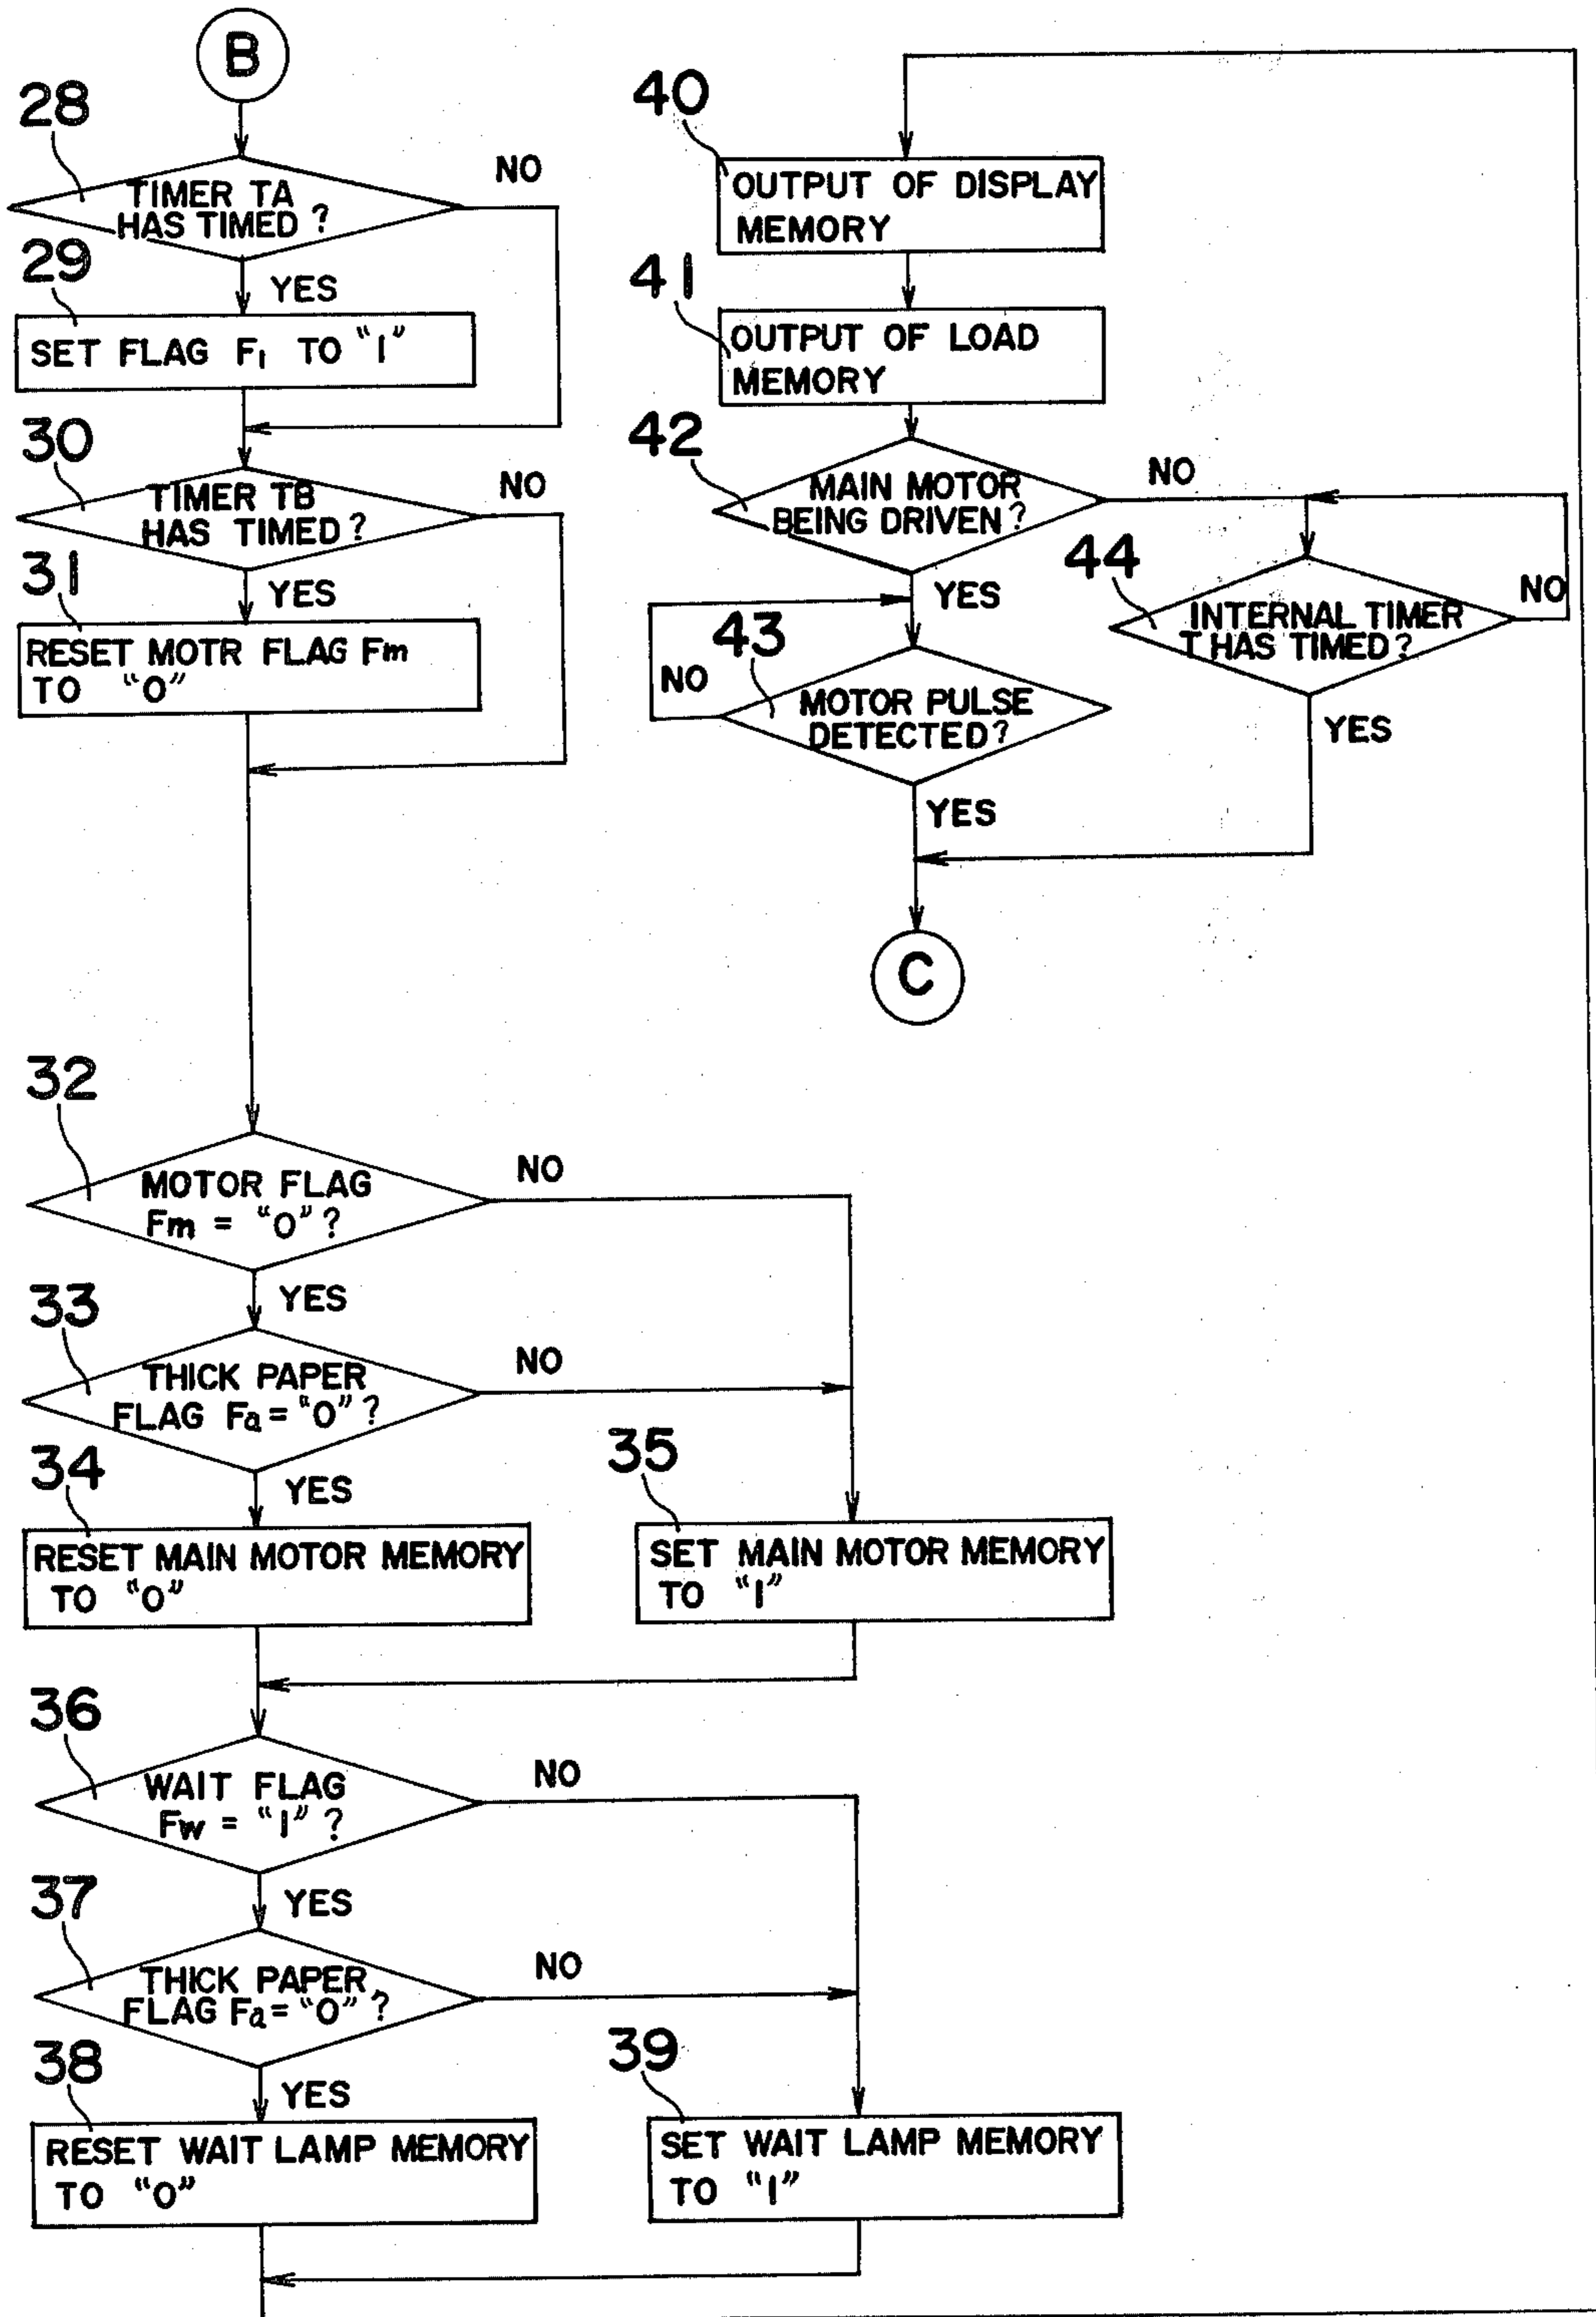 B
28
TIMER TA
HAS TIMED ?
NO
29
YES
SET FLAG F1 TO "1"
30
TIMER TB
HAS TIMED ?
NO
31
YES
RESET MOTR FLAG Fm
TO "0"
32
MOTOR FLAG
Fm = "0" ?
NO
33
YES
THICK PAPER
FLAG Fa = "0" ?
NO
34
YES
RESET MAIN MOTOR MEMORY
TO "0"
35
SET MAIN MOTOR MEMORY
TO "1"
36
WAIT FLAG
Fw = "1" ?
NO
37
YES
THICK PAPER
FLAG Fa = "0" ?
NO
38
YES
RESET WAIT LAMP MEMORY
TO "0"
39
SET WAIT LAMP MEMORY
TO "1"
40
OUTPUT OF DISPLAY
MEMORY
41
OUTPUT OF LOAD
MEMORY
42
MAIN MOTOR
BEING DRIVEN ?
NO
YES
43
NO
MOTOR PULSE
DETECTED ?
YES
44
INTERNAL TIMER
T HAS TIMED ?
NO
YES
C